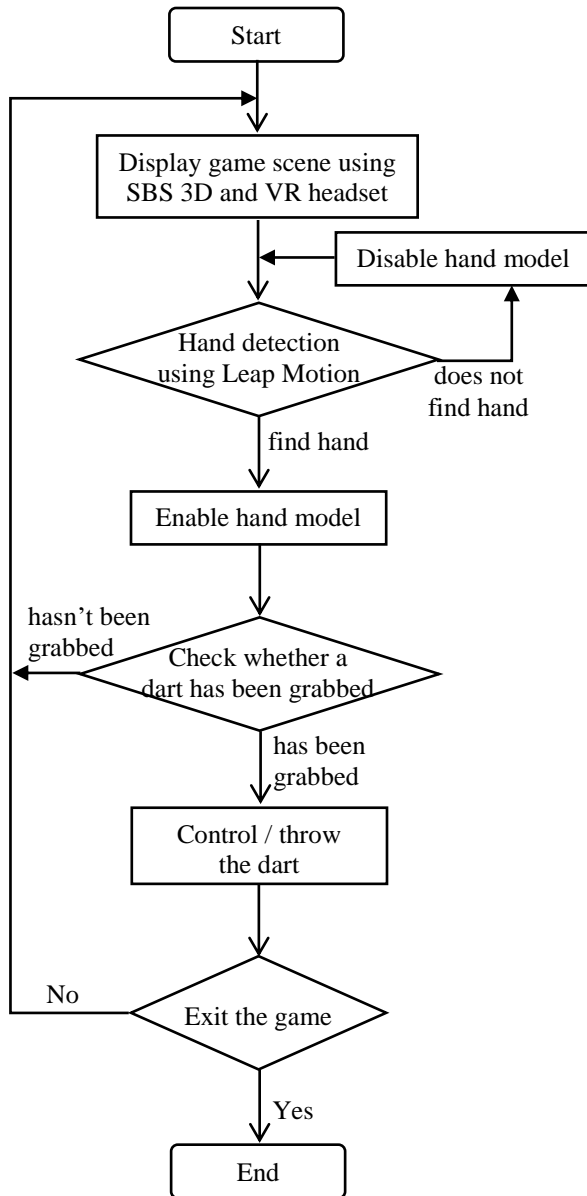 Start
Display game scene using
SBS 3D and VR headset
Disable hand model
Hand detection
using Leap Motion
does not
find hand
find hand
Enable hand model
hasn’t been
grabbed
Check whether a
dart has been grabbed
has been
grabbed
Control / throw
the dart
No
Exit the game
Yes
End